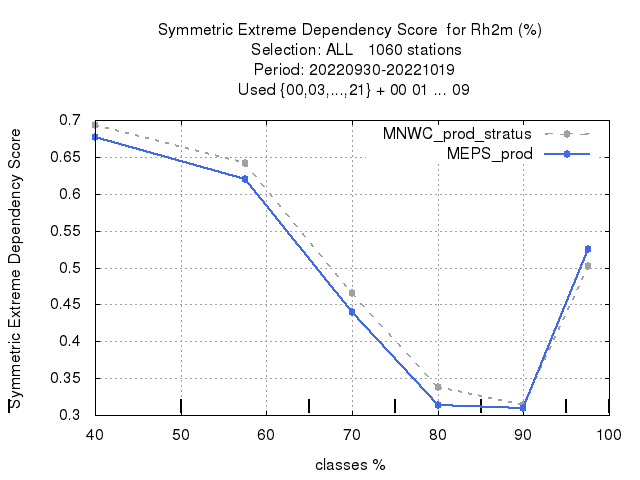 Symmetric Extreme Dependency Score  for Rh2m (%)
Selection: ALL   1060 stations
Period: 20220930-20221019
Used {00,03,...,21} + 00 01 ... 09
Symmetric Extreme Dependency Score
0.7
0.65
0.6
0.55
0.5
0.45
0.4
0.35
0.3
MNWC_prod_stratus
MEPS_prod
40 50 60 70 80 90 100
classes %